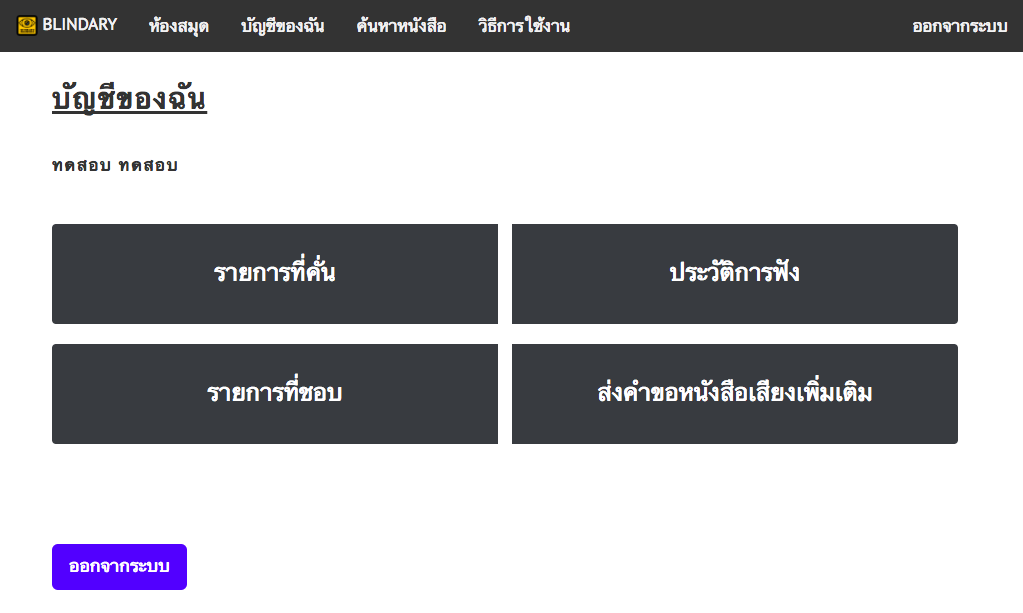 BLINDARY ห้องสมุด บัญชีของฉัน ค้นหาหนังสือ วิธีการใช้งาน ออกจากระบบ
บัญชีของฉัน
ทดสอบ ทดสอบ
รายการที่คั่น ประวัติการฟัง
รายการที่ชอบ ส่งคำขอหนังสือเสียงเพิ่มเติม
ออกจากระบบ